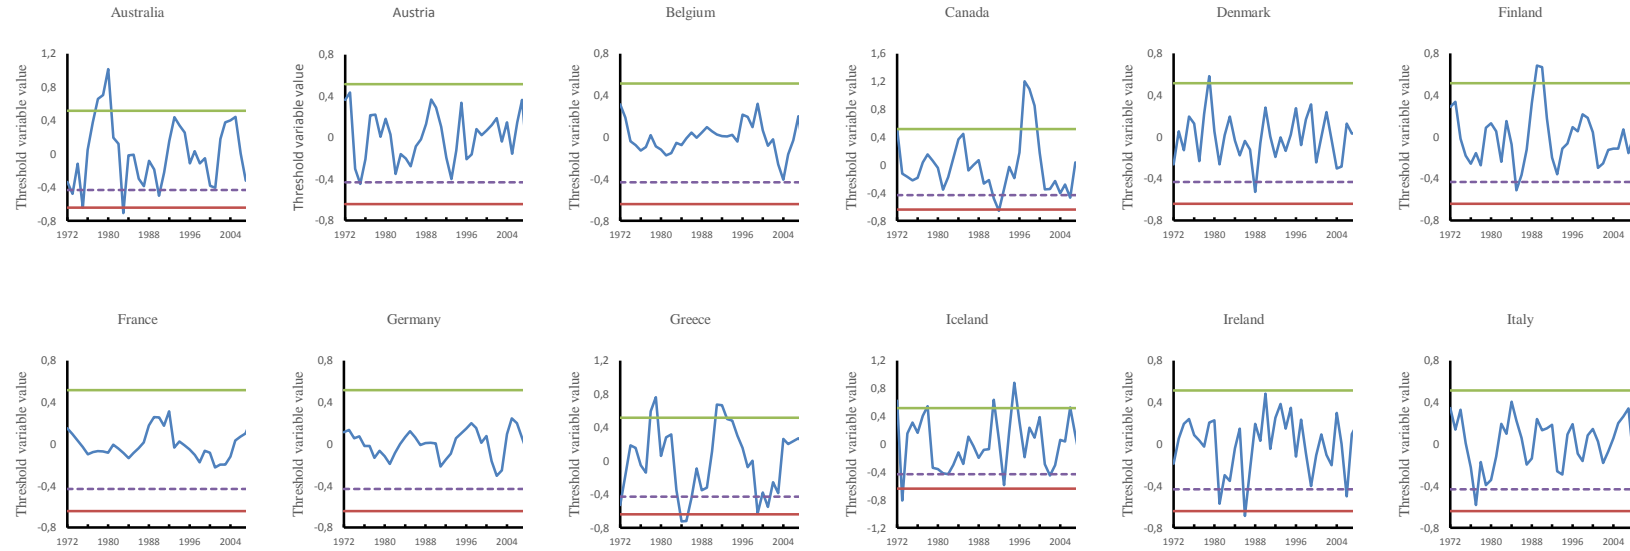 Australia
Austria
Belgium
Canada
Denmark
Finland
Threshold variable value
1,2
0,8
0,4
0
-0,4
-0,8
1972 1980 1988 1996 2004
Threshold variable value
0,8
0,4
0
-0,4
-0,8
1972 1980 1988 1996 2004
Threshold variable value
0,8
0,4
0
-0,4
-0,8
1972 1980 1988 1996 2004
Threshold variable value
1,6
1,2
0,8
0,4
0
-0,4
-0,8
1972 1980 1988 1996 2004
Threshold variable value
0,8
0,4
0
-0,4
-0,8
1972 1980 1988 1996 2004
Threshold variable value
0,8
0,4
0
-0,4
-0,8
1972 1980 1988 1996 2004
France
Germany
Greece
Iceland
Ireland
Italy
Threshold variable value
0,8
0,4
0
-0,4
-0,8
1972 1980 1988 1996 2004
Threshold variable value
0,8
0,4
0
-0,4
-0,8
1972 1980 1988 1996 2004
Threshold variable value
1,2
0,8
0,4
0
-0,4
-0,8
1972 1980 1988 1996 2004
Threshold variable value
1,2
0,8
0,4
0
-0,4
-0,8
-1,2
1972 1980 1988 1996 2004
Threshold variable value
0,8
0,4
0
-0,4
-0,8
1972 1980 1988 1996 2004
Threshold variable value
0,8
0,4
0
-0,4
-0,8
1972 1980 1988 1996 2004